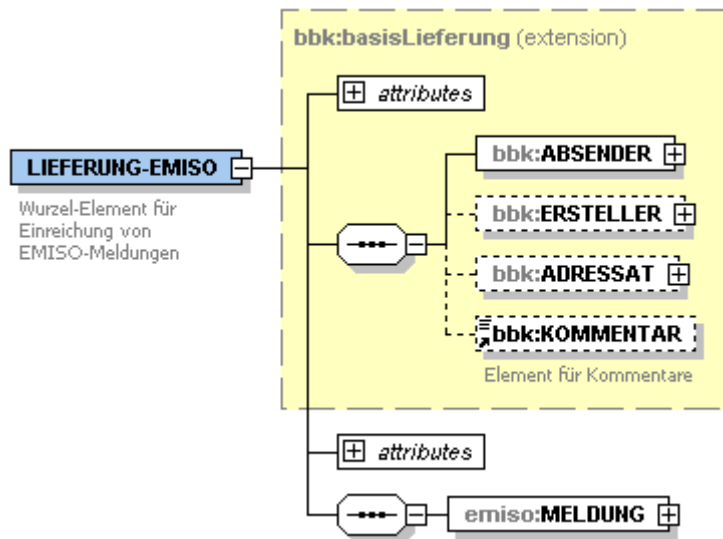 bbk:basisLieferung (extension)
attributes
LIEFERUNG-EMISO
Wurzel-Element für
Einreichung von
EMISO-Meldungen
bbk:ABSENDER
bbk:ERSTELLER
bbk:ADRESSAT
bbk:KOMMENTAR
Element für Kommentare
attributes
emiso:MELDUNG